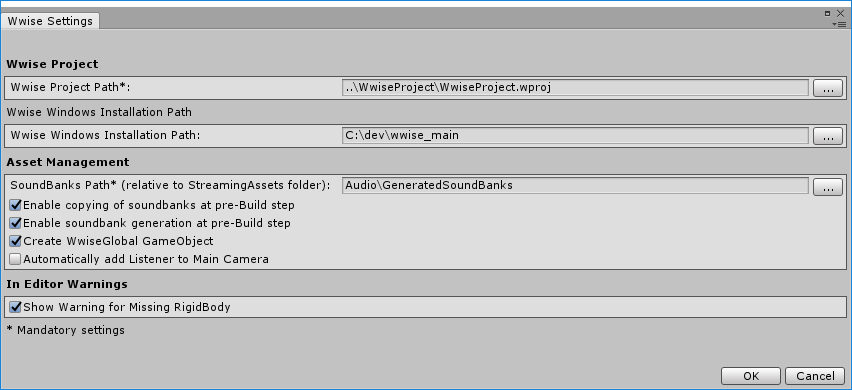 Wwise Settings
Wwise Project
Wwise Project Path*: ..\WwiseProject\WwiseProject.wproj ...
Wwise Windows Installation Path
Wwise Windows Installation Path: C:\dev\wwise_main ...
Asset Management
SoundBanks Path* (relative to StreamingAssets folder): Audio\GeneratedSoundBanks ...
Enable copying of soundbanks at pre-Build step
Enable soundbank generation at pre-Build step
Create WwiseGlobal GameObject
Automatically add Listener to Main Camera
In Editor Warnings
Show Warning for Missing RigidBody
* Mandatory settings
OK Cancel